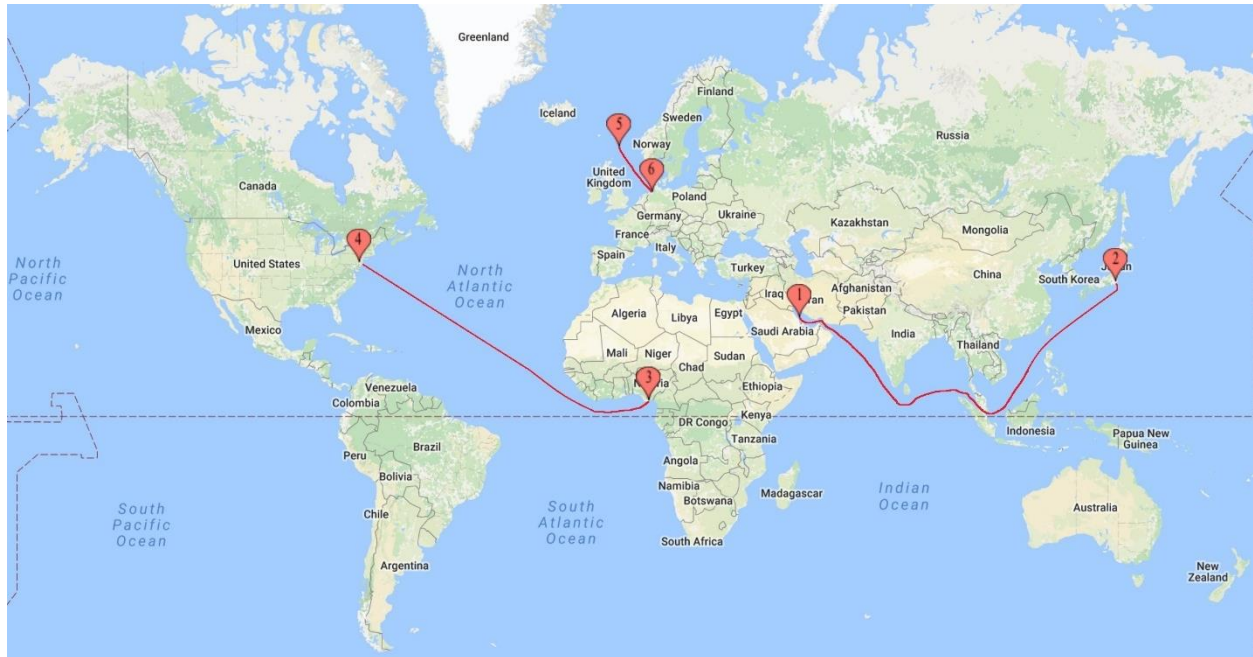 Greenland
Iceland
Finland
Sweden
Norway
Russia
5
6
United
Kingdom
Poland
Germany
Ukraine
France
Italy
Spain
Turkey
Kazakhstan
Mongolia
China
South Korea
2
Canada
4
United States
Mexico
North
Pacific
Ocean
North
Atlantic
Ocean
Algeria
Libya
Egypt
Iraq
1
Afghanistan
Pakistan
Saudi Arabia
India
Thailand
Mali
Niger
Chad
Sudan
3
Ethiopia
Kenya
DR Congo
Tanzania
Indonesia
Papua New
Guinea
Venezuela
Colombia
Brazil
Peru
Bolivia
Chile
Argentina
Angola
Namibia
Botswana
Madagascar
South Africa
South
Pacific
Ocean
South
Atlantic
Ocean
Indian
Ocean
Australia
New
Zealand